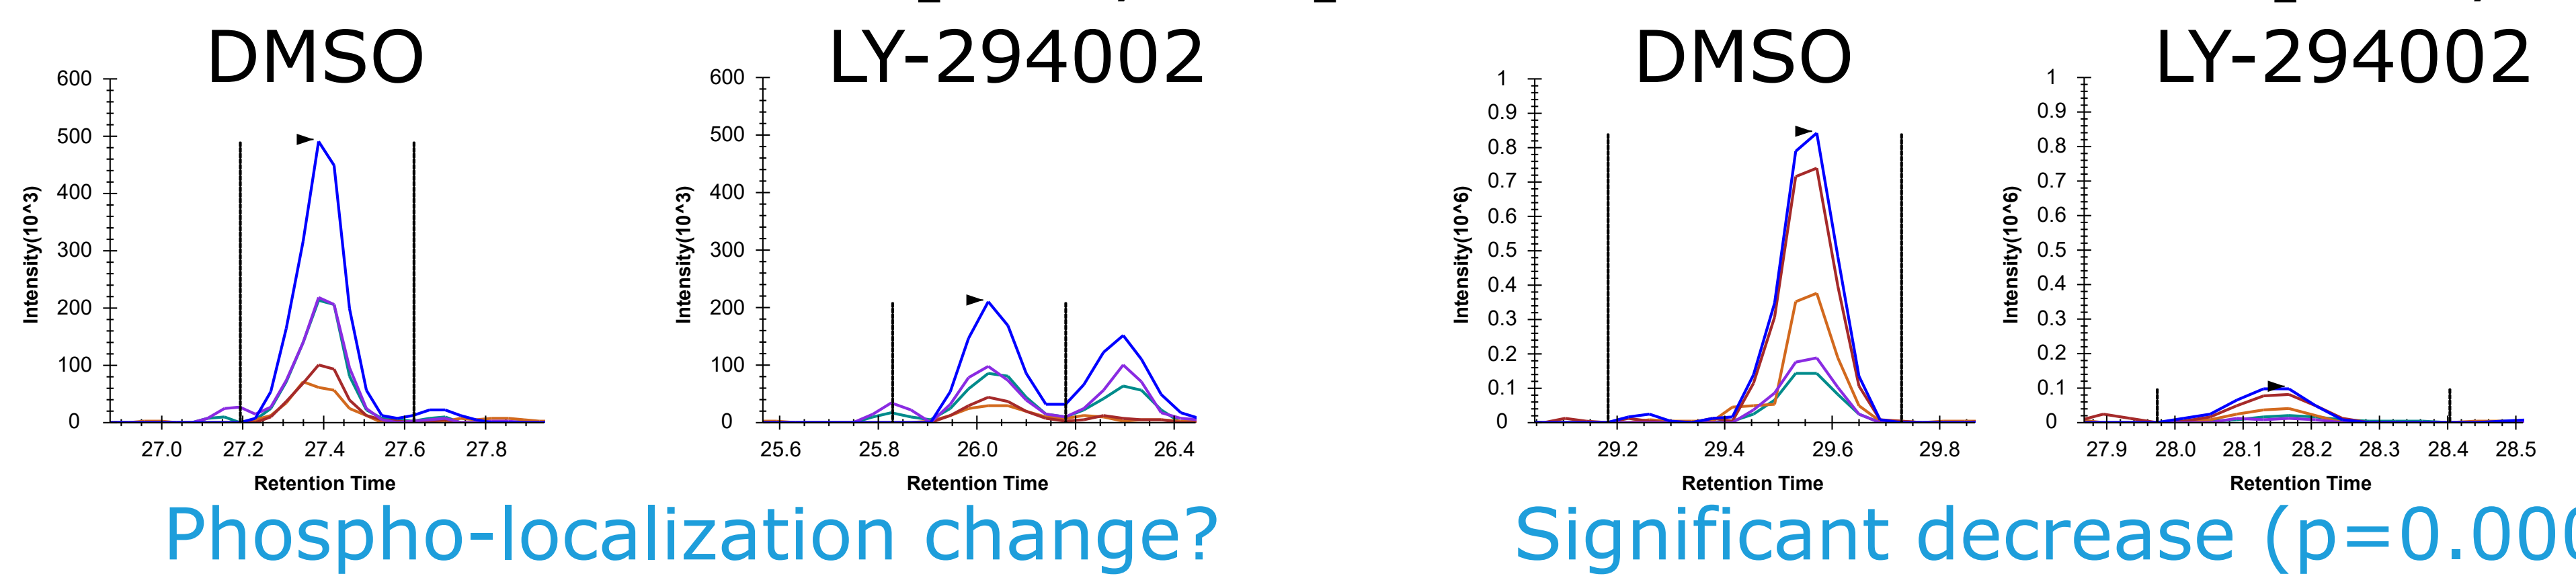 DMSO
LY-294002
DMSO
LY-294002
600
500
400
300
200
100
0
Intensity(10^3)
27.0 27.2 27.4 27.6 27.8
Retention Time
600
500
400
300
200
100
0
Intensity(10^3)
25.6 25.8 26.0 26.2 26.4
Retention Time
1
0.9
0.8
0.7
0.6
0.5
0.4
0.3
0.2
0.1
0
Intensity(10^6)
29.2 29.4 29.6 29.8
Retention Time
1
0.9
0.8
0.7
0.6
0.5
0.4
0.3
0.2
0.1
0
Intensity(10^6)
27.9 28.0 28.1 28.2 28.3 28.4 28.5
Retention Time
Phospho-localization change?
Significant decrease (p=0.00